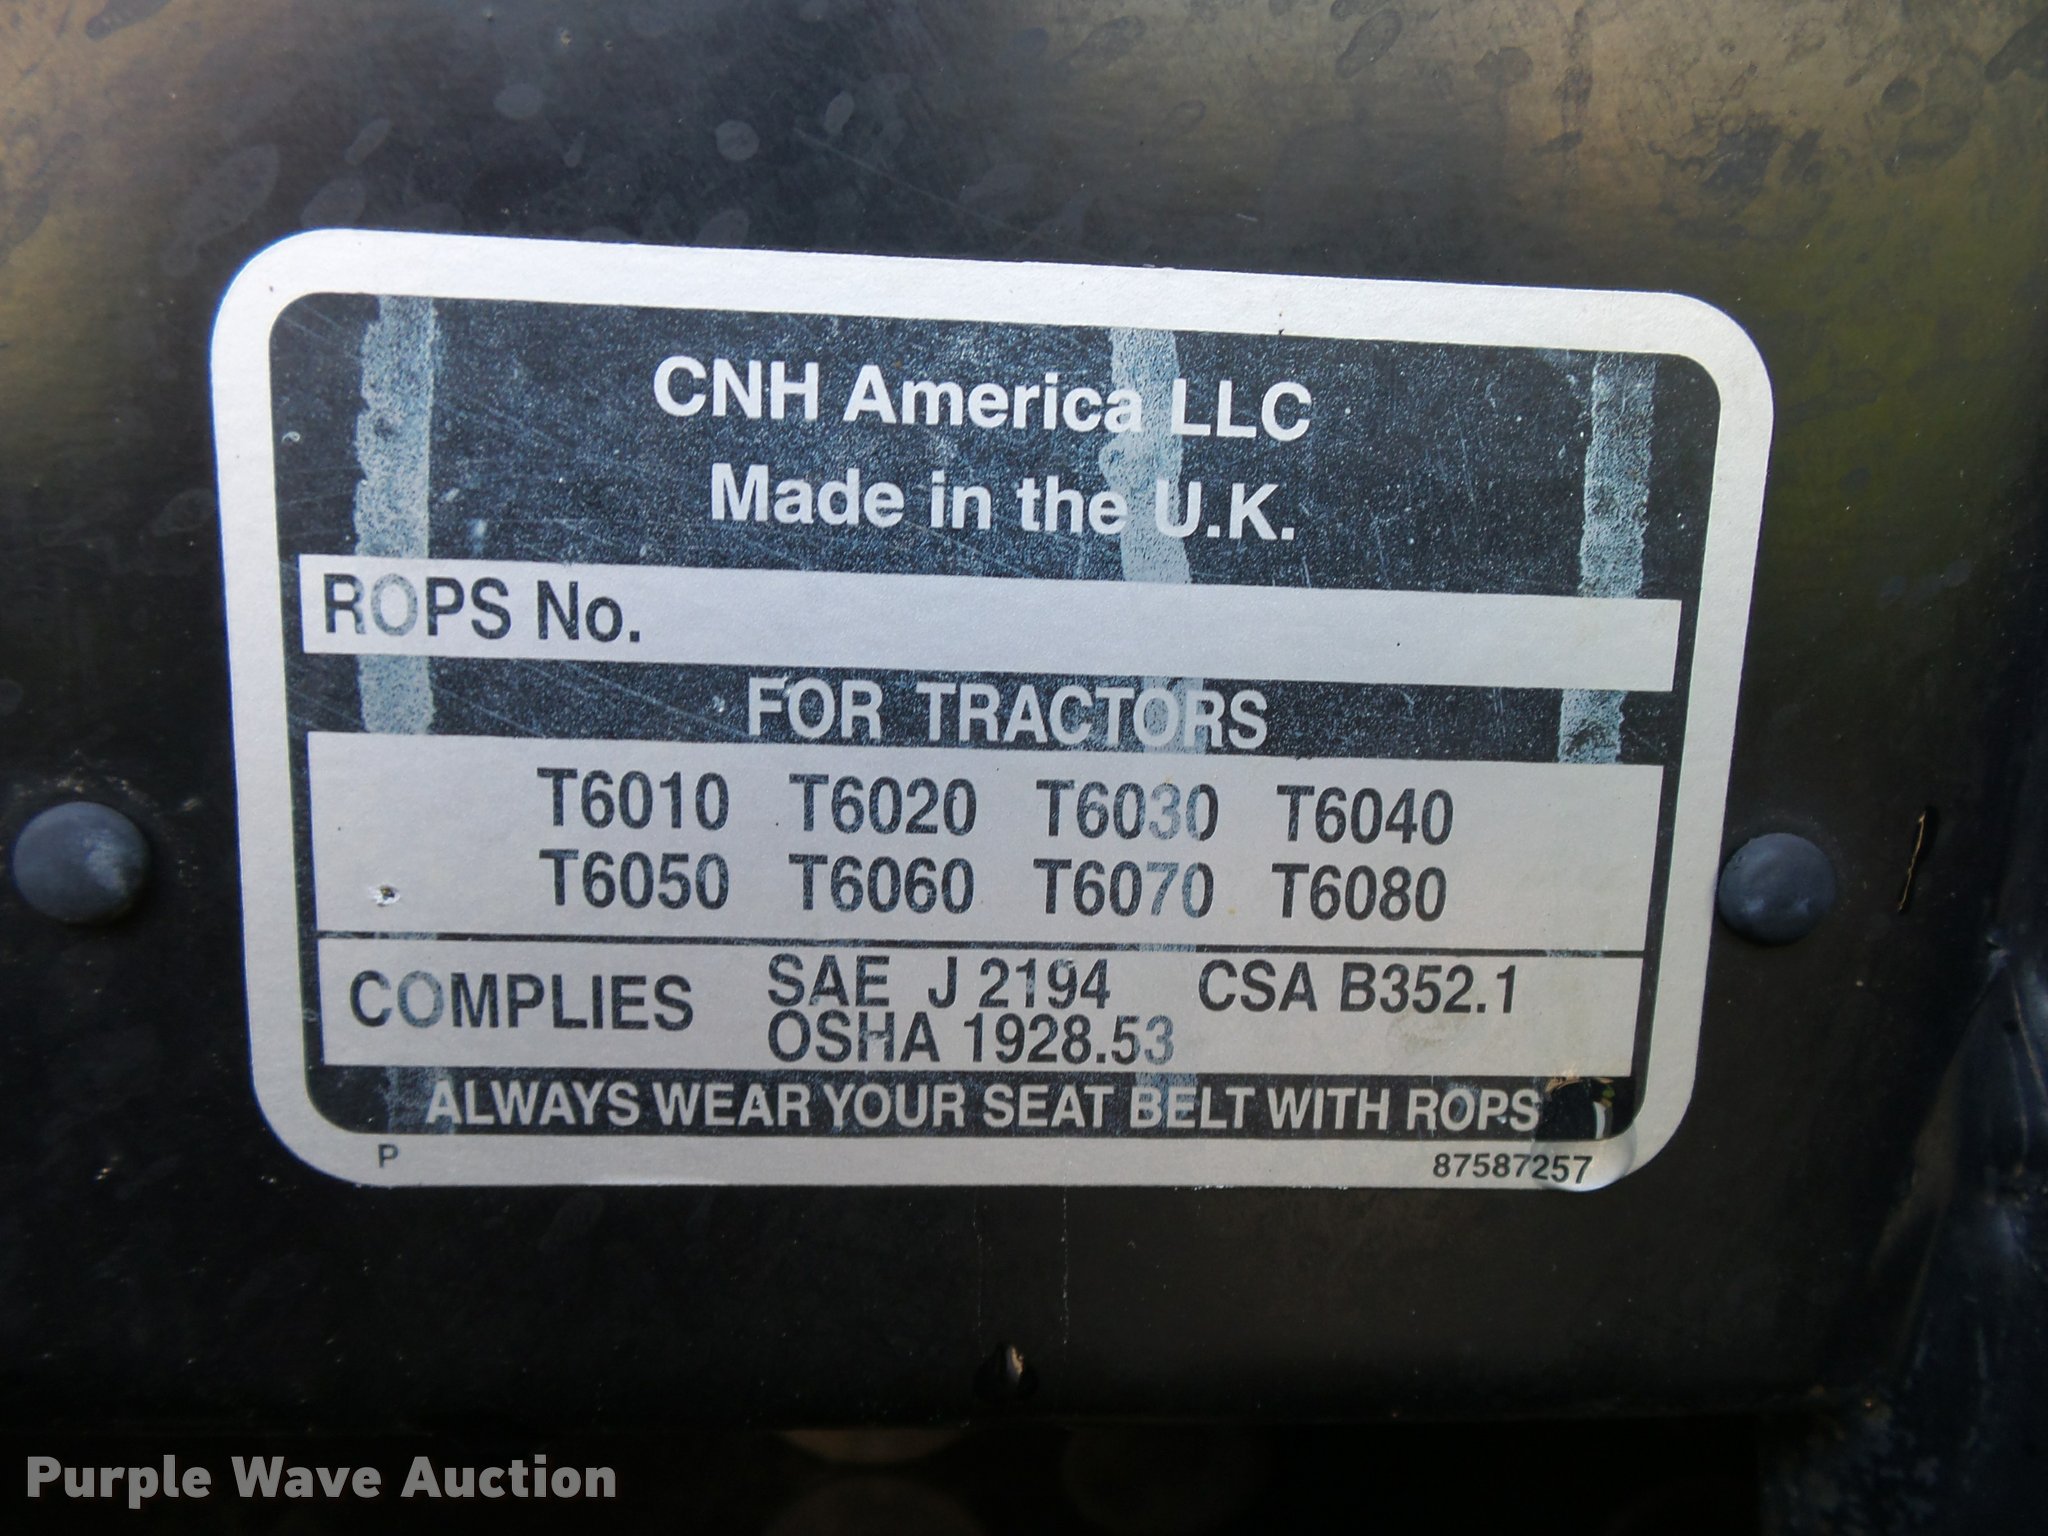 CNH America LLC
Made in the U.K.
ROPS No.
FOR TRACTORS
T6010 T6020 T6030 T6040
T6050 T6060 T6070 T6080
COMPLIES SAE J 2194 CSA B352.1
OSHA 1928.53
ALWAYS WEAR YOUR SEAT BELT WITH ROPS
P 87587257
Purple Wave Auction